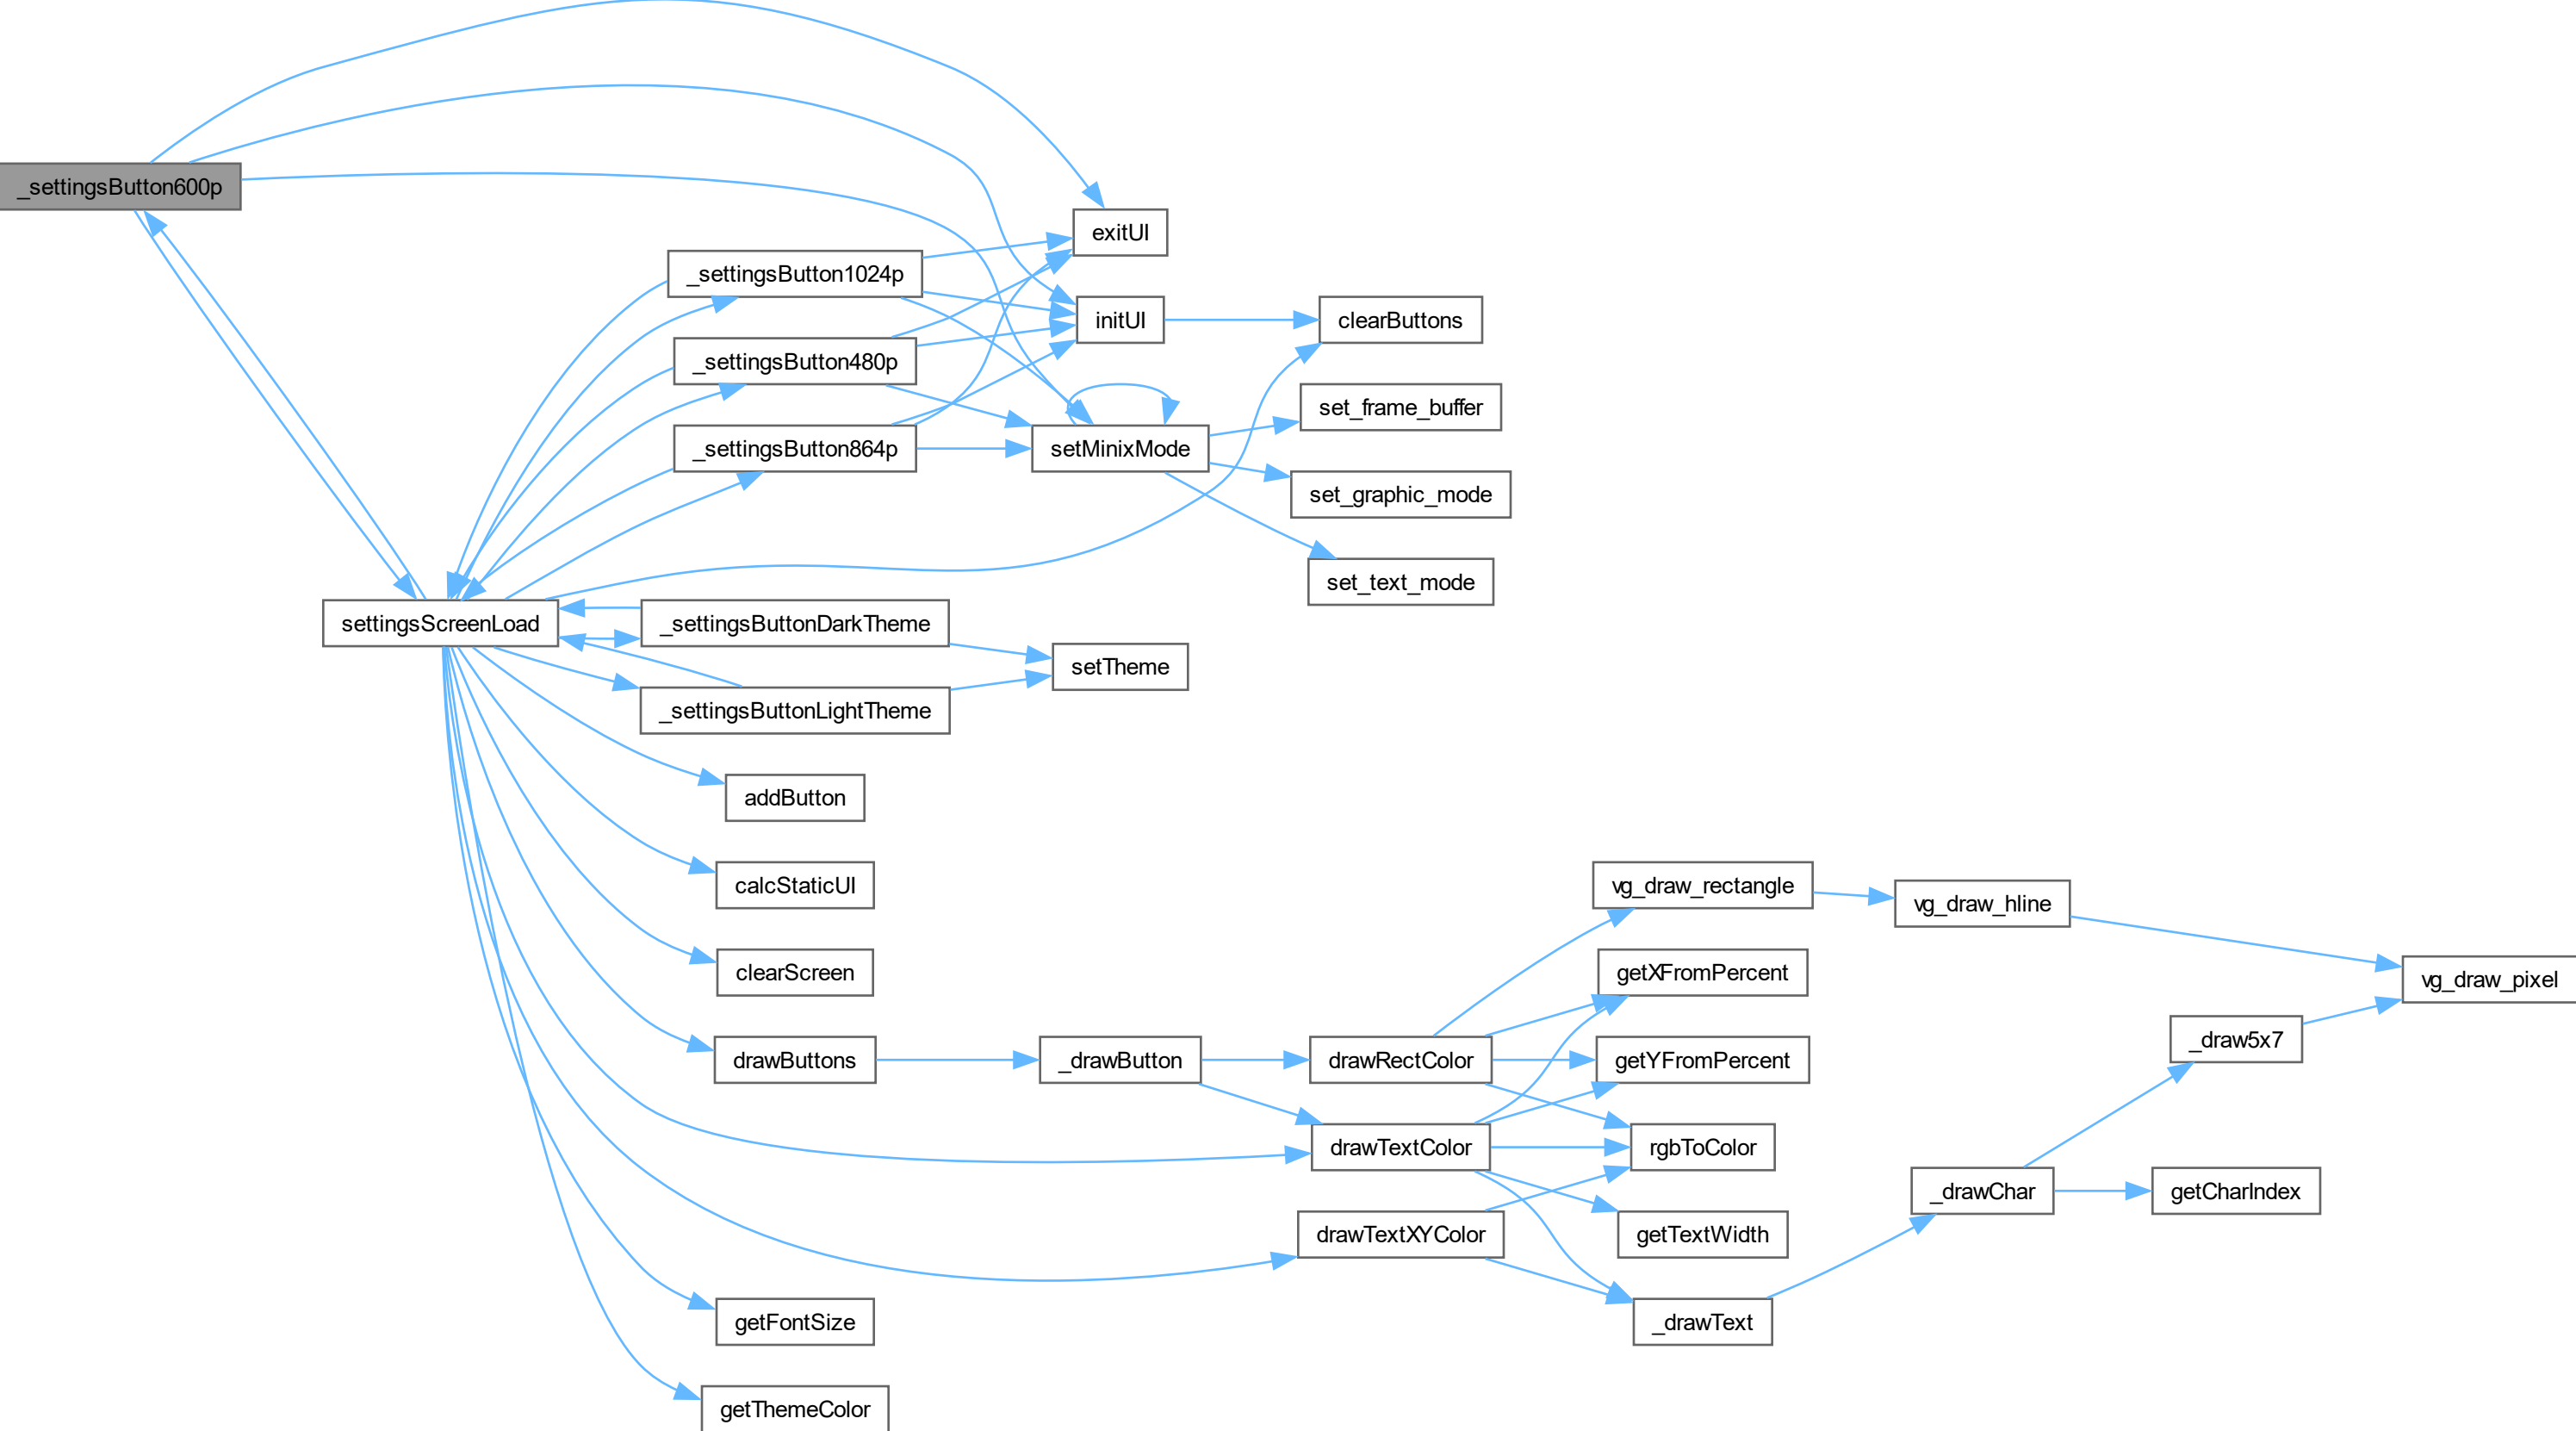 _settingsButton600p
exitUI
_settingsButton1024p
initUI
clearButtons
_settingsButton480p
set_frame_buffer
_settingsButton864p
setMinixMode
set_graphic_mode
set_text_mode
settingsScreenLoad
_settingsButtonDarkTheme
setTheme
_settingsButtonLightTheme
addButton
calcStaticUI
vg_draw_rectangle
vg_draw_hline
clearScreen
getXFromPercent
vg_draw_pixel
drawButtons
_drawButton
drawRectColor
getYFromPercent
_draw5x7
drawTextColor
rgbToColor
_drawChar
getCharIndex
drawTextXYColor
getTextWidth
getFontSize
_drawText
getThemeColor